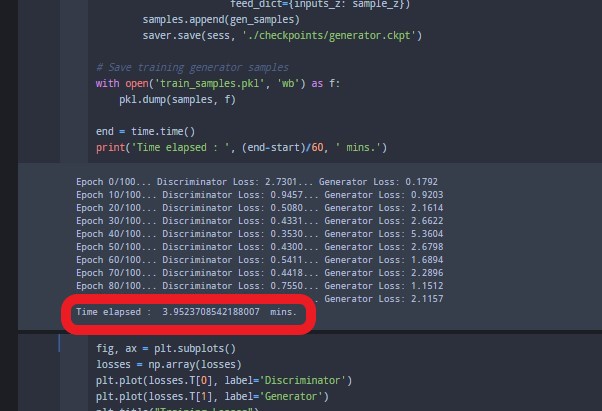 feed_dict={inputs_z: sample_z})
samples.append(gen_samples)
saver.save(sess, './checkpoints/generator.ckpt')
# Save training generator samples
with open('train_samples.pkl', 'wb') as f:
pkl.dump(samples, f)
end = time.time()
print('Time elapsed : ', (end-start)/60, ' mins.')
Epoch 0/100... Discriminator Loss: 2.7301... Generator Loss: 0.1792
Epoch 10/100... Discriminator Loss: 0.9457... Generator Loss: 0.9203
Epoch 20/100... Discriminator Loss: 0.5080... Generator Loss: 2.1614
Epoch 30/100... Discriminator Loss: 0.4331... Generator Loss: 2.6622
Epoch 40/100... Discriminator Loss: 0.3530... Generator Loss: 5.3604
Epoch 50/100... Discriminator Loss: 0.4300... Generator Loss: 2.6798
Epoch 60/100... Discriminator Loss: 0.5411... Generator Loss: 1.6894
Epoch 70/100... Discriminator Loss: 0.4418... Generator Loss: 2.2896
Epoch 80/100... Discriminator Loss: 0.7550... Generator Loss: 1.1512
. Generator Loss: 2.1157
Time elapsed : 3.9523708542188007 mins.
fig, ax = plt.subplots()
losses = np.array(losses)
plt.plot(losses.T[0], label='Discriminator')
plt.plot(losses.T[1], label='Generator')
plt.title("Training Losses")